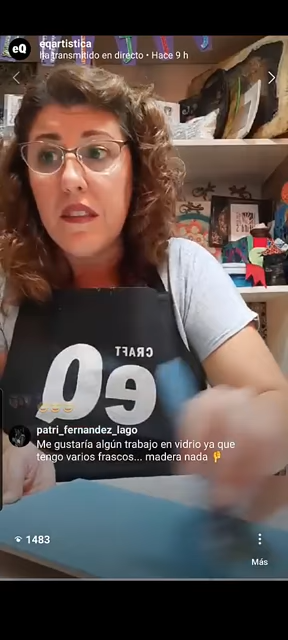 eqartistica
ha transmitido en directo • Hace 9 h
eQ
CRAFT
eQ
patri_fernandez_lago
Me gustaría algún trabajo en vidrio ya que
tengo varios frascos... madera nada 👎
1483
Más